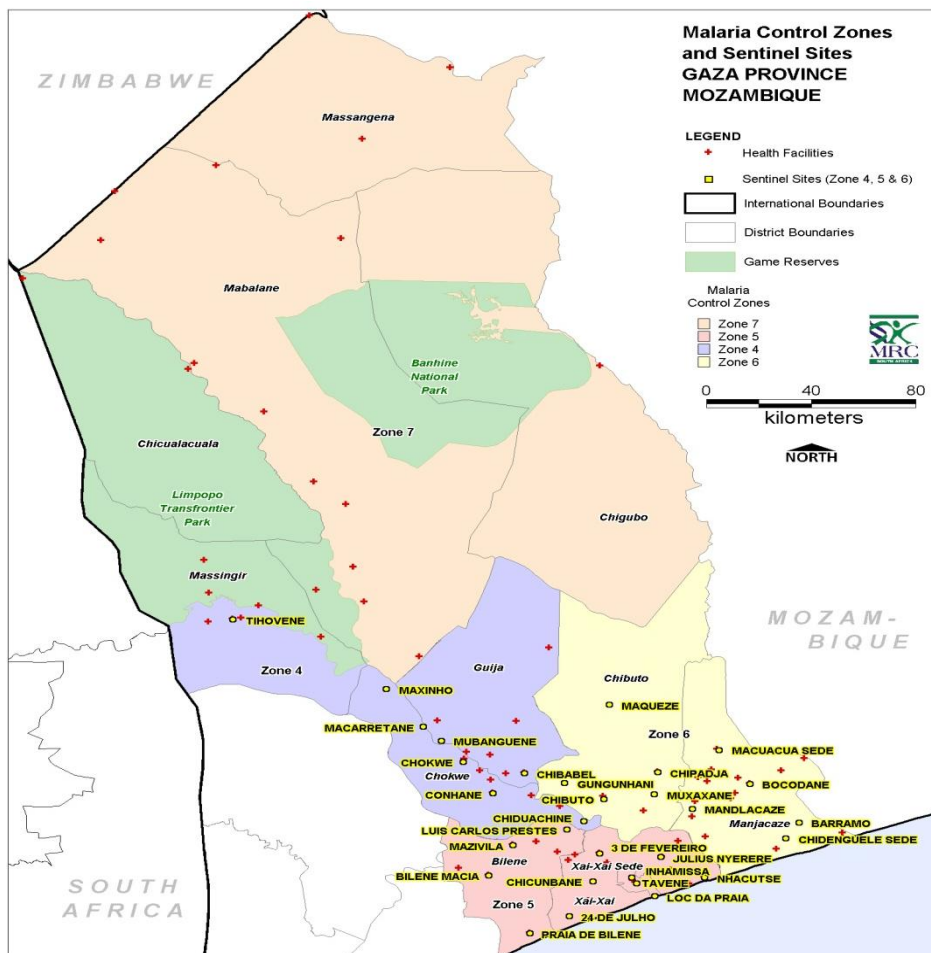 Malaria Control Zones
and Sentinel Sites
GAZA PROVINCE
MOZAMBIQUE
LEGEND
Health Facilities
Sentinel Sites (Zone 4, 5 & 6)
International Boundaries
District Boundaries
Game Reserves
Malaria
Control Zones
Zone 7
Zone 5
Zone 4
Zone 6
MRC
SOUTH AFRICA
0 40 80
kilometers
NORTH
ZIMBABWE
Massangena
Mabalane
Banhine
National
Park
Zone 7
Chicualacuala
Limpopo
Transfrontier
Park
Chigubo
Massingir
TIHOVENE
MOZAM-
BIQUE
Zone 4
Guija
Chibuto
MAXINHO
MAQUEZE
MACARRETANE
Zone 6
MUBANGUENE
MACUACUA SEDE
CHOKWE
Chokwe
CHIBABEL
CHIPADJA
GUNGUNHANI
BOCODANE
CONHANE
CHIBUTO
MUXAXANE
MANDLACAZE
CHIDUACHINE
Manjacaze
BARRAMO
LUIS CARLOS PRESTES
CHIDENGUELE SEDE
MAZIVILA
3 DE FEVEREIRO
Bilene
Xai-Xai Sede
JULIUS NYERERE
BILENE MACIA
INHAMISSA
CHICUNBANE
TAVENE
NHACUTSE
Zone 5
Xai-Xai
LOC DA PRAIA
24 DE JULHO
PRAIA DE BILENE
SOUTH
AFRICA